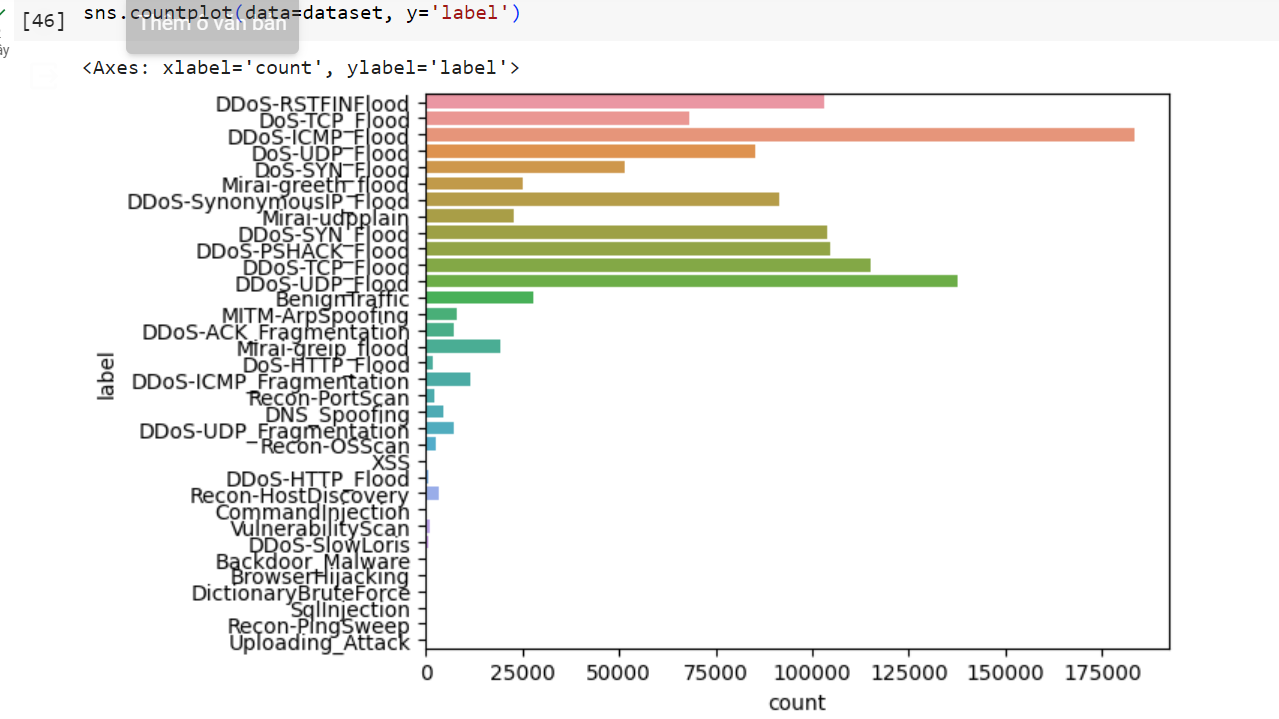 [46]
sns.countplot(data=dataset, y='label')
Thêm ô văn bản
<Axes: xlabel='count', ylabel='label'>
DDoS-RSTFINFlood
DoS-TCP_Flood
DDoS-ICMP_Flood
DoS-UDP_Flood
DoS-SYN_Flood
Mirai-greeth_flood
DDoS-SynonymousIP_Flood
Mirai-udpplain
DDoS-SYN_Flood
DDoS-PSHACK_Flood
DDoS-TCP_Flood
DDoS-UDP_Flood
BenignTraffic
MITM-ArpSpoofing
DDoS-ACK_Fragmentation
Mirai-greip_flood
DoS-HTTP_Flood
DDoS-ICMP_Fragmentation
Recon-PortScan
DNS_Spoofing
DDoS-UDP_Fragmentation
Recon-OSScan
XSS
DDoS-HTTP_Flood
Recon-HostDiscovery
CommandInjection
VulnerabilityScan
DDoS-SlowLoris
Backdoor_Malware
BrowserHijacking
DictionaryBruteForce
SqlInjection
Recon-PingSweep
Uploading_Attack
label
0 25000 50000 75000 100000 125000 150000 175000
count